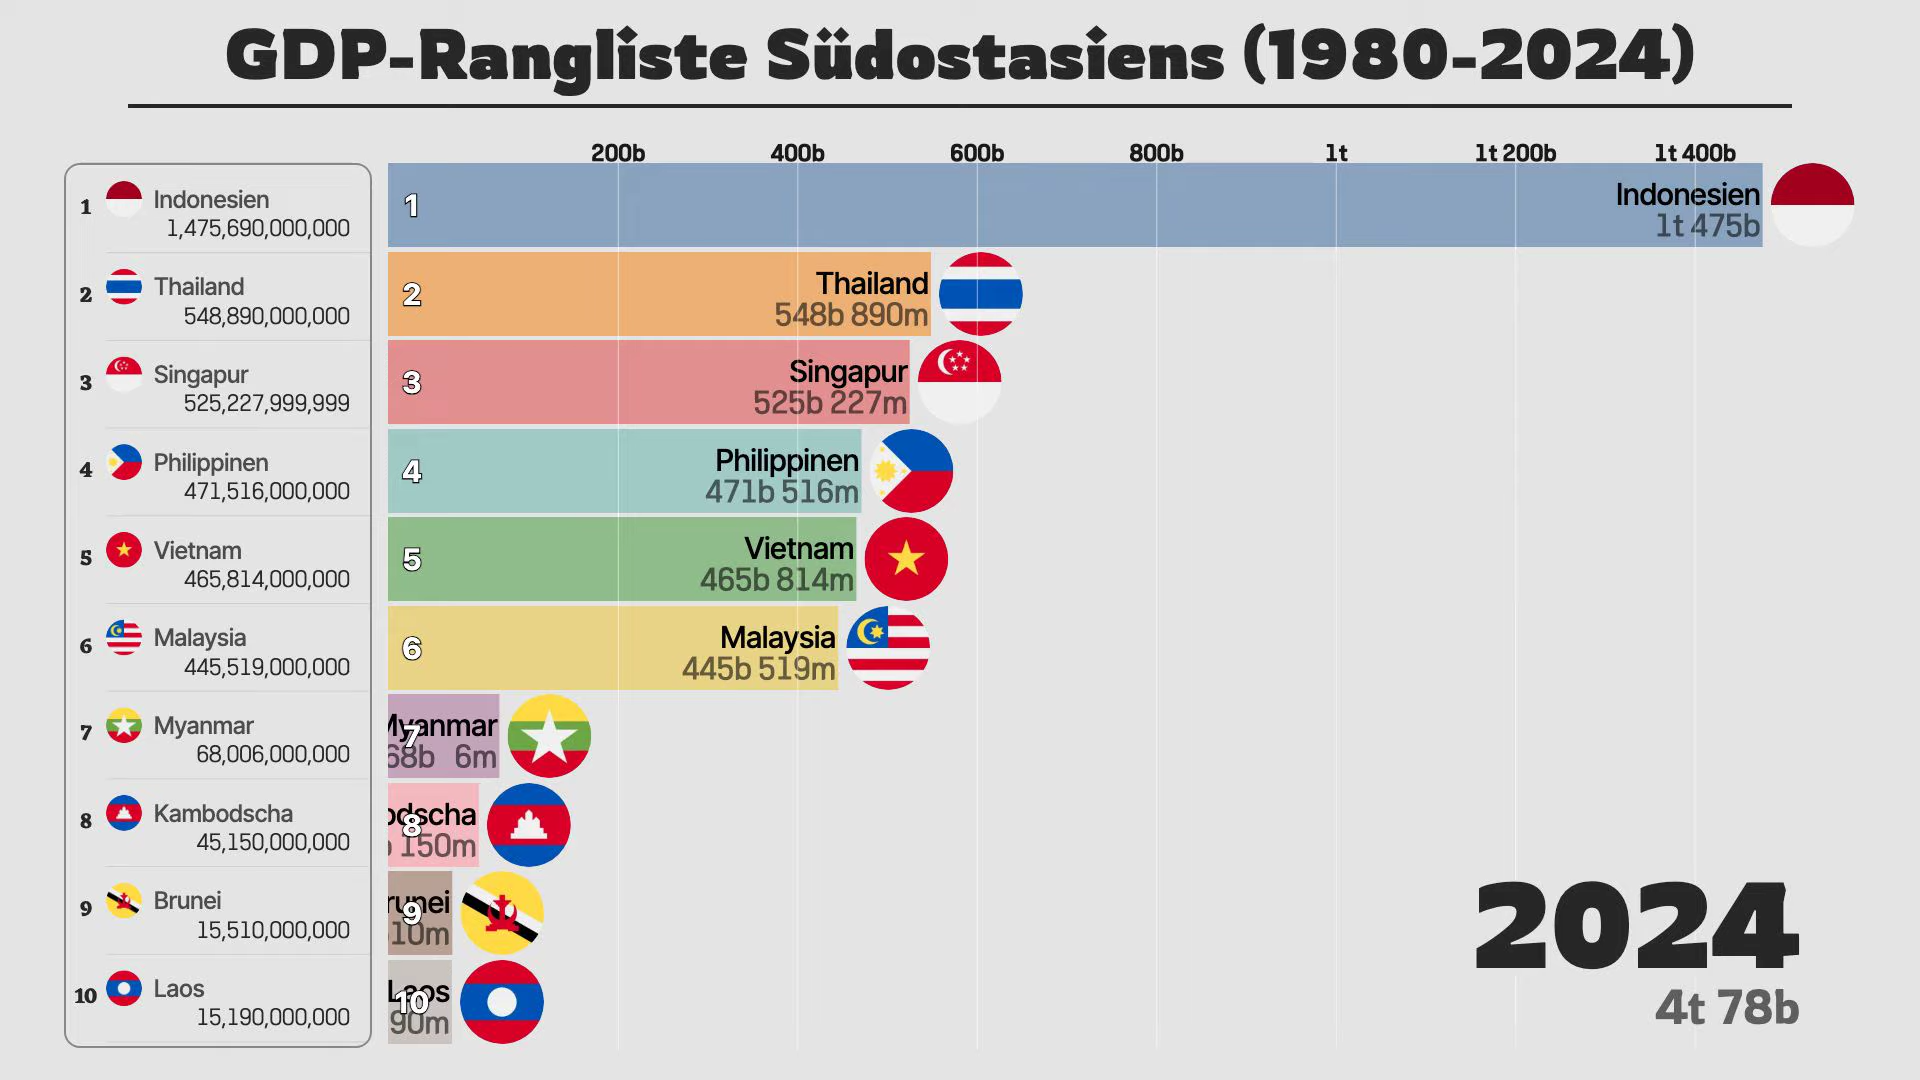 GDP-Rangliste Südostasiens (1980-2024)
200b 400b 600b 800b 1t 1t 200b 1t 400b
1 Indonesien
1,475,690,000,000
2 Thailand
548,890,000,000
3 Singapur
525,227,999,999
4 Philippinen
471,516,000,000
5 Vietnam
465,814,000,000
6 Malaysia
445,519,000,000
7 Myanmar
68,006,000,000
8 Kambodscha
45,150,000,000
9 Brunei
15,510,000,000
10 Laos
15,190,000,000
1 Indonesien
1t 475b
2 Thailand
548b 890m
3 Singapur
525b 227m
4 Philippinen
471b 516m
5 Vietnam
465b 814m
6 Malaysia
445b 519m
7 Myanmar
68b 6m
8 odscha
150m
9 runei
10m
10 Laos
90m
2024
4t 78b